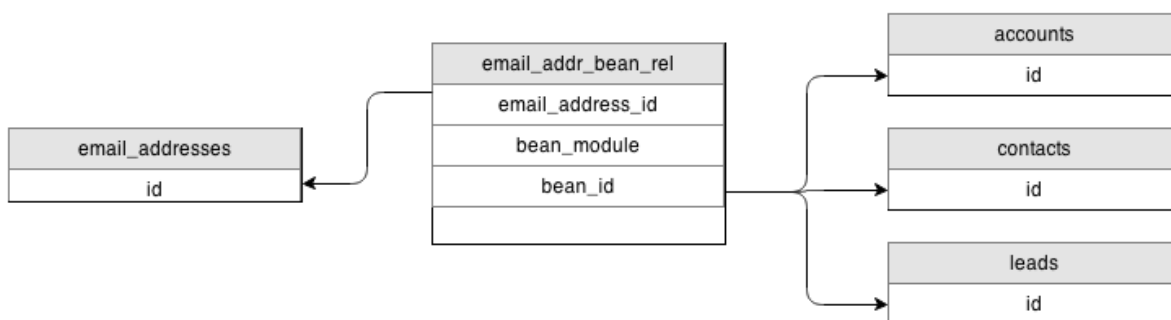 email_addresses
id
email_addr_bean_rel
email_address_id
bean_module
bean_id
accounts
id
contacts
id
leads
id